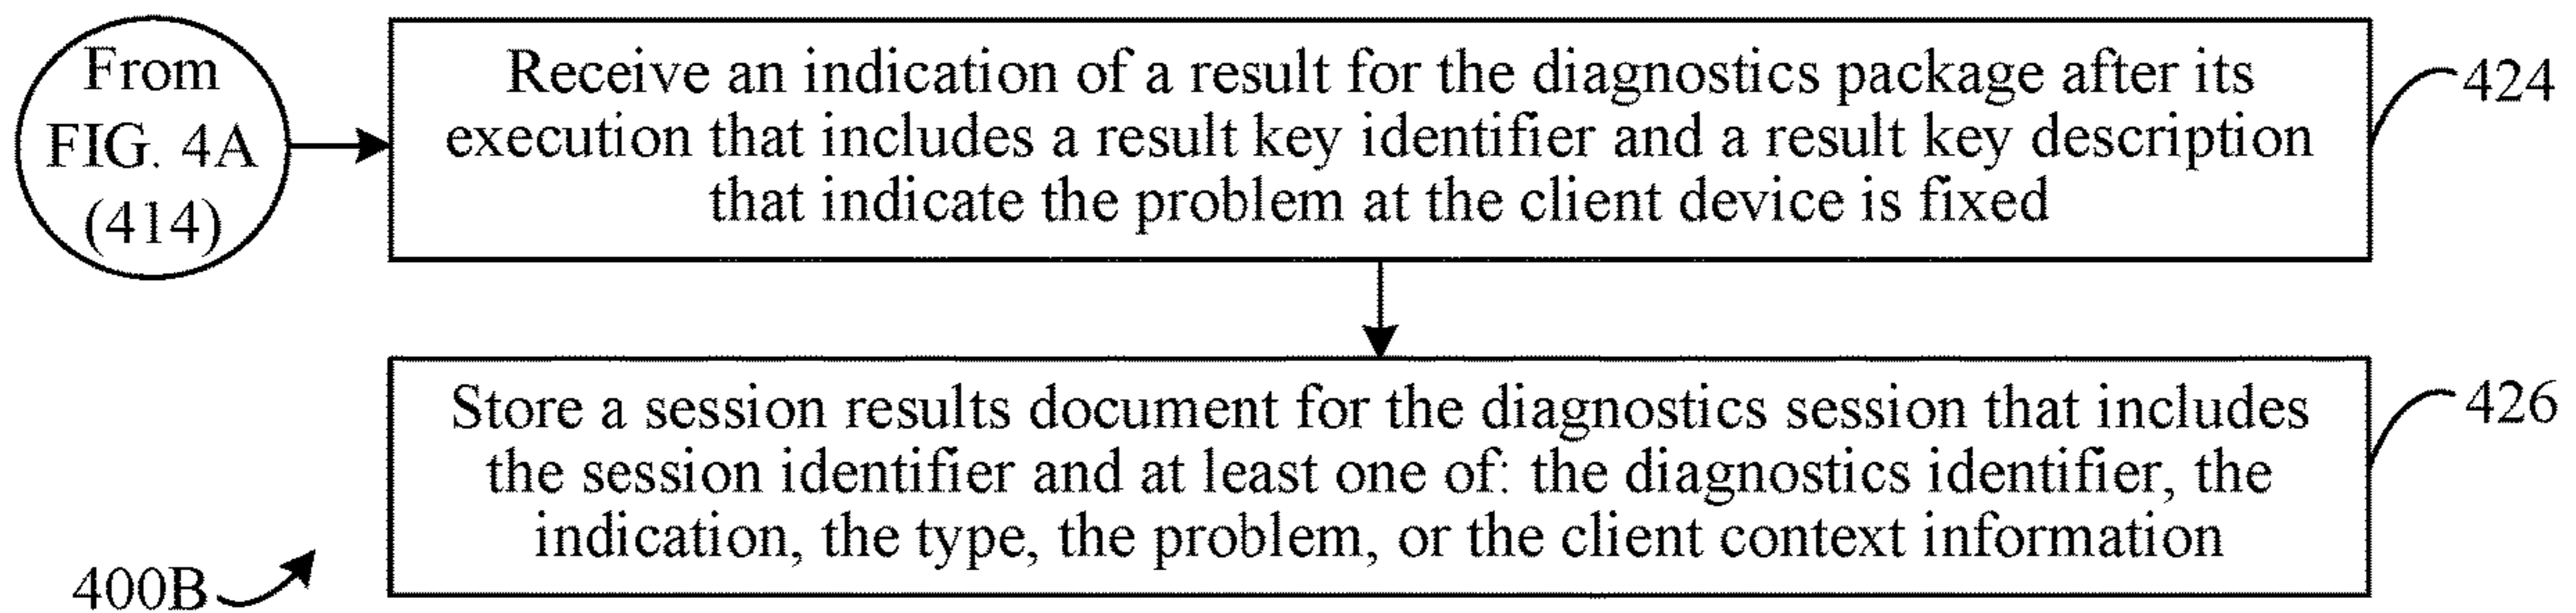 From
FIG. 4A
(414)
Receive an indication of a result for the diagnostics package after its
execution that includes a result key identifier and a result key description
that indicate the problem at the client device is fixed
424
Store a session results document for the diagnostics session that includes
the session identifier and at least one of: the diagnostics identifier, the
indication, the type, the problem, or the client context information
426
400B